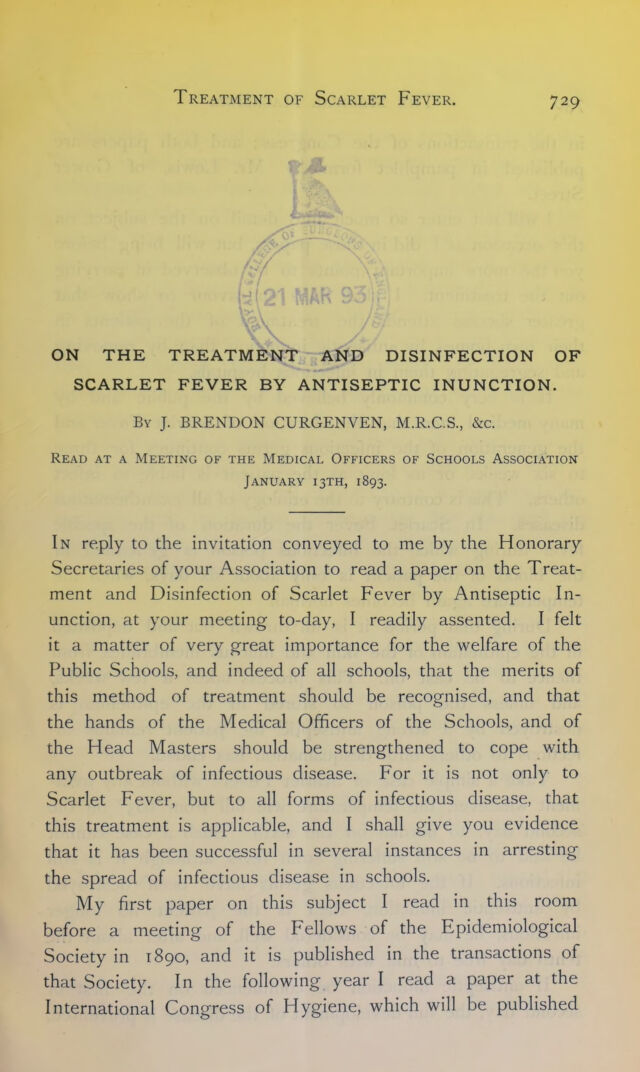 TREATMENT OF SCARLET FEVER. 729
ROYAL COLLEGE OF SURGEONS OF ENGLAND
21 MAR 93
ON THE TREATMENT AND DISINFECTION OF
SCARLET FEVER BY ANTISEPTIC INUNCTION.
BY J. BRENDON CURGENVEN, M.R.C.S., &c.
READ AT A MEETING OF THE MEDICAL OFFICERS OF SCHOOLS ASSOCIATION
JANUARY 13TH, 1893.
IN reply to the invitation conveyed to me by the Honorary
Secretaries of your Association to read a paper on the Treat-
ment and Disinfection of Scarlet Fever by Antiseptic In-
unction, at your meeting to-day, I readily assented. I felt
it a matter of very great importance for the welfare of the
Public Schools, and indeed of all schools, that the merits of
this method of treatment should be recognised, and that
the hands of the Medical Officers of the Schools, and of
the Head Masters should be strengthened to cope with
any outbreak of infectious disease. For it is not only to
Scarlet Fever, but to all forms of infectious disease, that
this treatment is applicable, and I shall give you evidence
that it has been successful in several instances in arresting
the spread of infectious disease in schools.
My first paper on this subject I read in this room
before a meeting of the Fellows of the Epidemiological
Society in 1890, and it is published in the transactions of
that Society. In the following year I read a paper at the
International Congress of Hygiene, which will be published